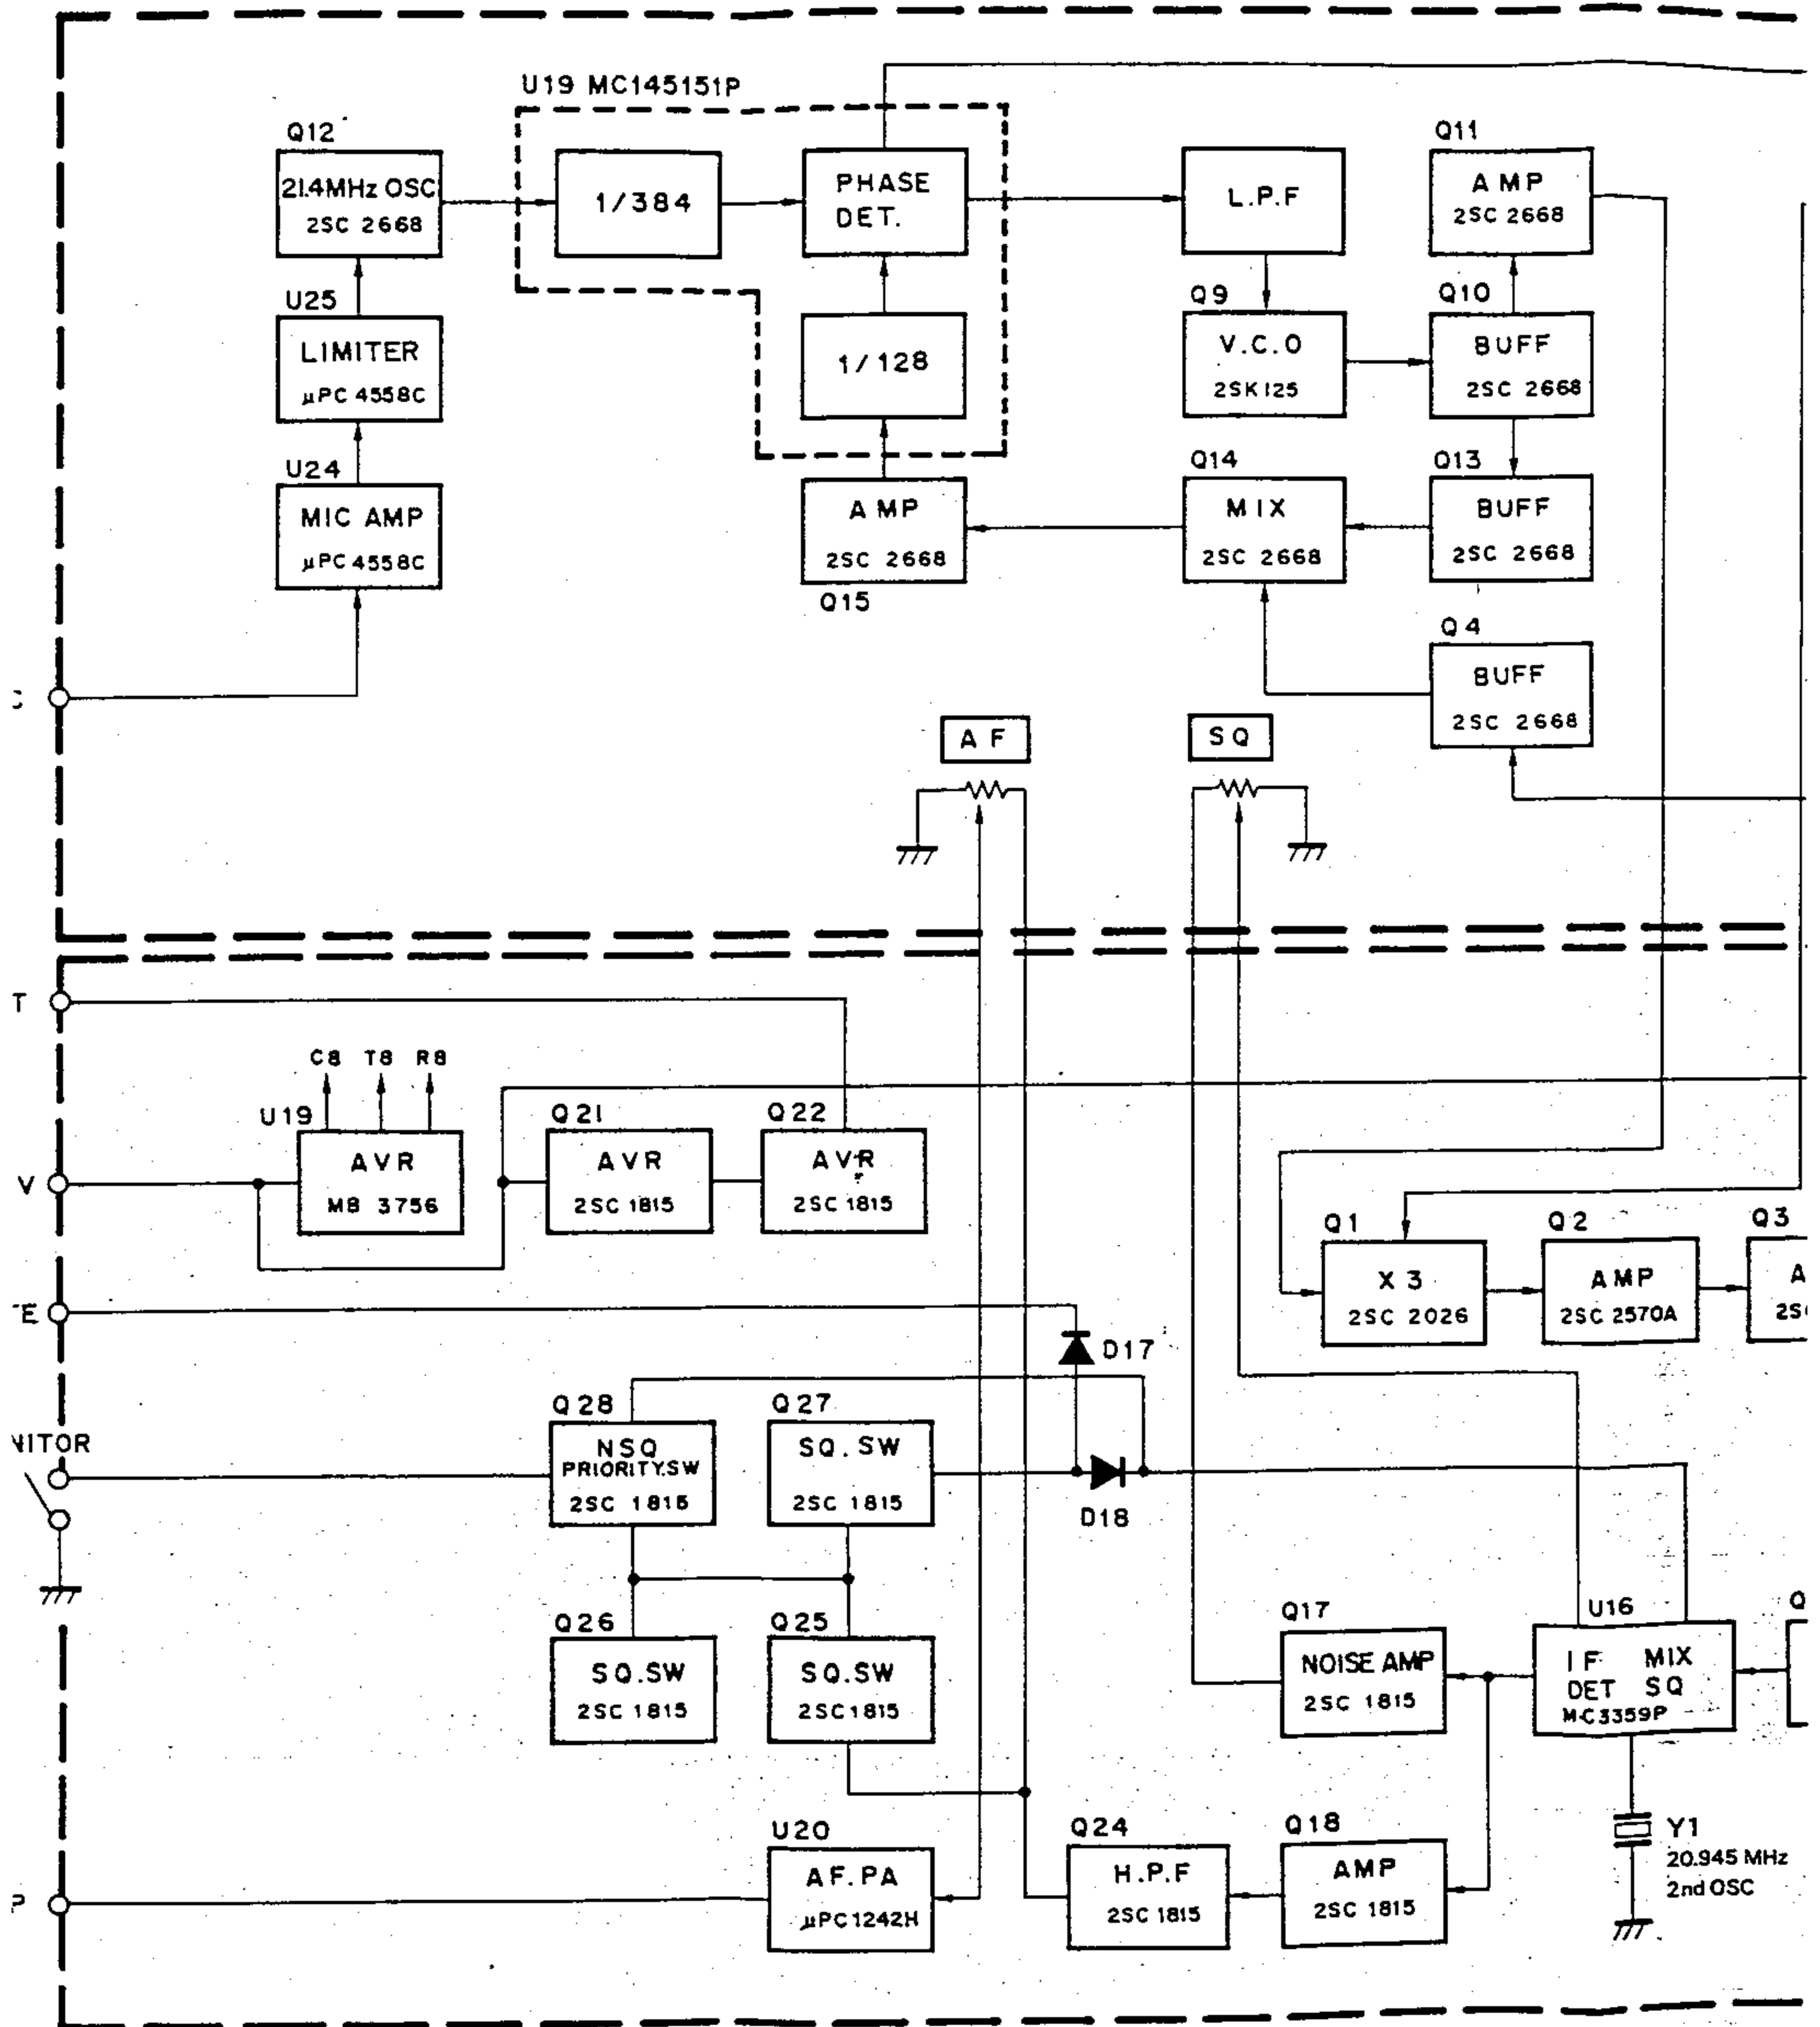 U19 MC145151P
Q12
21.4MHz OSC
2SC 2668
1/384
PHASE
DET.
L.P.F
Q11
AMP
2SC 2668
U25
LIMITER
µPC 4558C
1/128
Q9
V.C.O
2SK125
Q10
BUFF
2SC 2668
U24
MIC AMP
µPC 4558C
AMP
2SC 2668
Q15
Q14
MIX
2SC 2668
Q13
BUFF
2SC 2668
Q4
BUFF
2SC 2668
AF
SQ
T
C8 T8 R8
U19
AVR
MB 3756
Q21
AVR
2SC 1815
Q22
AVR
2SC 1815
V
Q1
X 3
2SC 2026
Q2
AMP
2SC 2570A
Q3
A
2S
E
D17
NITOR
Q28
NSQ
PRIORITY.SW
2SC 1815
Q27
SQ. SW
2SC 1815
D18
Q26
SQ.SW
2SC 1815
Q25
SQ.SW
2SC1815
Q17
NOISE AMP
2SC 1815
U16
IF MIX
DET SQ
MC3359P
Q
U20
AF. PA
µPC1242H
Q24
H.P.F
2SC 1815
Q18
AMP
2SC 1815
Y1
20.945 MHz
2nd OSC
P